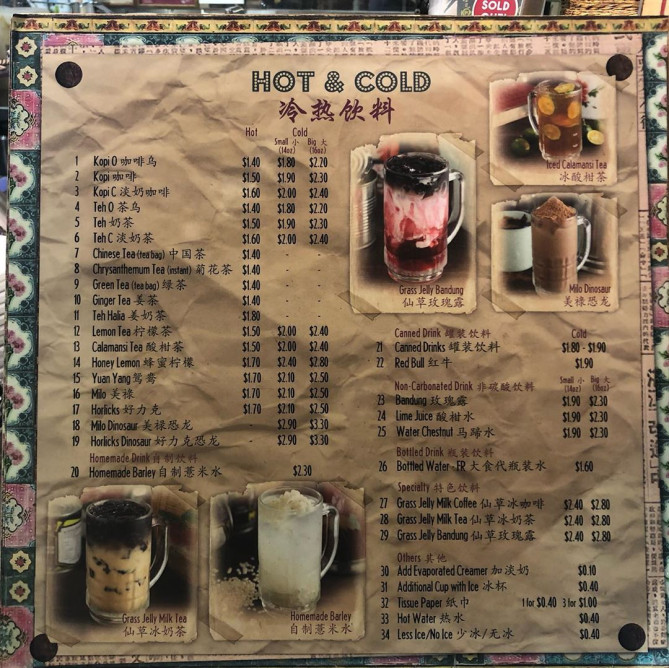 SOLD
HOT & COLD
冷热饮料
Hot Cold
Small 小 Big 大
(14oz) (16oz)
1 Kopi O 咖啡乌 $1.40 $1.80 $2.20
2 Kopi 咖啡 $1.50 $1.90 $2.30
3 Kopi C 淡奶咖啡 $1.60 $2.00 $2.40
4 Teh O 茶乌 $1.40 $1.80 $2.20
5 Teh 奶茶 $1.50 $1.90 $2.30
6 Teh C 淡奶茶 $1.60 $2.00 $2.40
7 Chinese Tea (tea bag) 中国茶 $1.40 - -
8 Chrysanthemum Tea (instant) 菊花茶 $1.40 - -
9 Green Tea (tea bag) 绿茶 $1.40 - -
10 Ginger Tea 姜茶 $1.40 - -
11 Teh Halia 姜奶茶 $1.80 - -
12 Lemon Tea 柠檬茶 $1.50 $2.00 $2.40
13 Calamansi Tea 酸柑茶 $1.50 $2.00 $2.40
14 Honey Lemon 蜂蜜柠檬 $1.70 $2.40 $2.80
15 Yuan Yang 鸳鸯 $1.70 $2.10 $2.50
16 Milo 美禄 $1.70 $2.10 $2.50
17 Horlicks 好力克 $1.70 $2.10 $2.50
18 Milo Dinosaur 美禄恐龙 - $2.90 $3.30
19 Horlicks Dinosaur 好力克恐龙 - $2.90 $3.30
Homemade Drink 自制饮料
20 Homemade Barley 自制薏米水 $2.30
Grass Jelly Milk Tea
仙草冰奶茶
Homemade Barley
自制薏米水
Grass Jelly Bandung
仙草玫瑰露
Iced Calamansi Tea
冰酸柑茶
Milo Dinosaur
美禄恐龙
Canned Drink 罐装饮料 Cold
21 Canned Drinks 罐装饮料 $1.80 - $1.90
22 Red Bull 红牛 $1.90
Non-Carbonated Drink 非碳酸饮料 Small 小 Big 大
(14oz) (16oz)
23 Bandung 玫瑰露 $1.90 $2.30
24 Lime Juice 酸柑水 $1.90 $2.30
25 Water Chestnut 马蹄水 $1.90 $2.30
Bottled Drink 瓶装饮料
26 Bottled Water - FR 大食代瓶装水 $1.60
Specialty 特色饮料
27 Grass Jelly Milk Coffee 仙草冰咖啡 $2.40 $2.80
28 Grass Jelly Milk Tea 仙草冰奶茶 $2.40 $2.80
29 Grass Jelly Bandung 仙草玫瑰露 $2.40 $2.80
Others 其他
30 Add Evaporated Creamer 加淡奶 $0.10
31 Additional Cup with Ice 冰杯 $0.40
32 Tissue Paper 纸巾 1 for $0.40 3 for $1.00
33 Hot Water 热水 $0.40
34 Less Ice/No Ice 少冰/无冰 $0.40